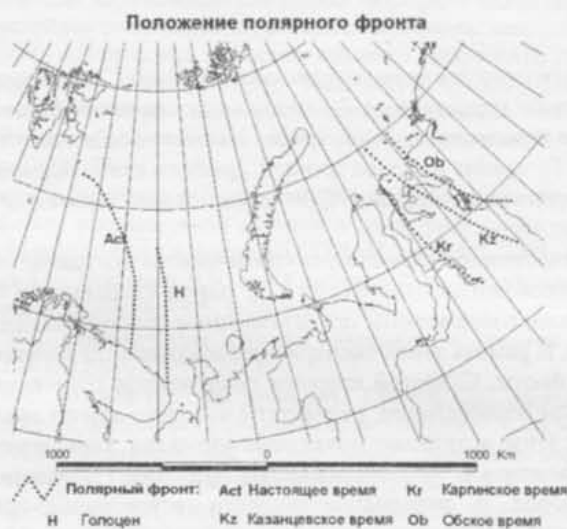 Положение полярного фронта
Ob
Act
Kz
Kr
H
1000 0 1000 Km
Полярный фронт: Act Настоящее время Kr Карпинское время
H Голоцен Kz Казанцевское время Ob Обское время